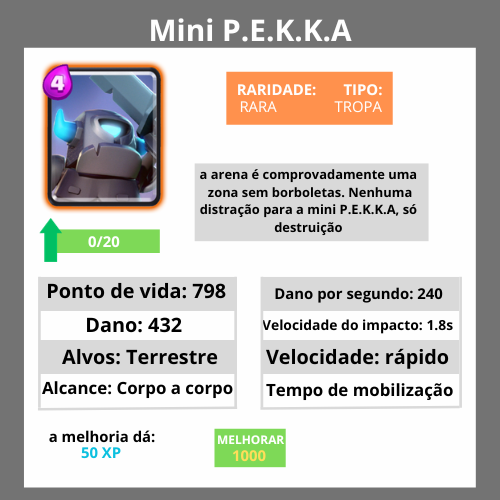 Mini P.E.K.K.A
4
RARIDADE: TIPO:
RARA TROPA
a arena é comprovadamente uma
zona sem borboletas. Nenhuma
distração para a mini P.E.K.K.A, só
destruição
0/20
Ponto de vida: 798
Dano: 432
Alvos: Terrestre
Alcance: Corpo a corpo
Dano por segundo: 240
Velocidade do impacto: 1.8s
Velocidade: rápido
Tempo de mobilização
a melhoria dá:
50 XP
MELHORAR
1000